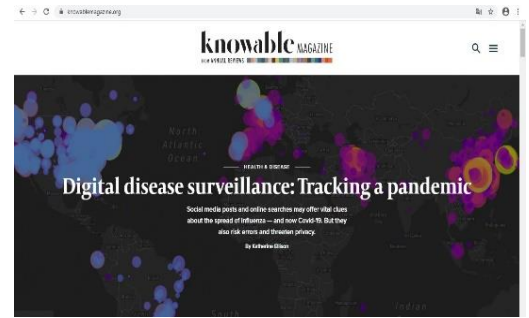 knowablemagazine.org
knowable MAGAZINE
FROM ANNUAL REVIEWS
North
Atlantic
Ocean
HEALTH & DISEASE
Digital disease surveillance: Tracking a pandemic
Social media posts and online searches may offer vital clues
about the spread of influenza — and now Covid-19. But they
also risk errors and threaten privacy.
By Katherine Ellison
South
Indian